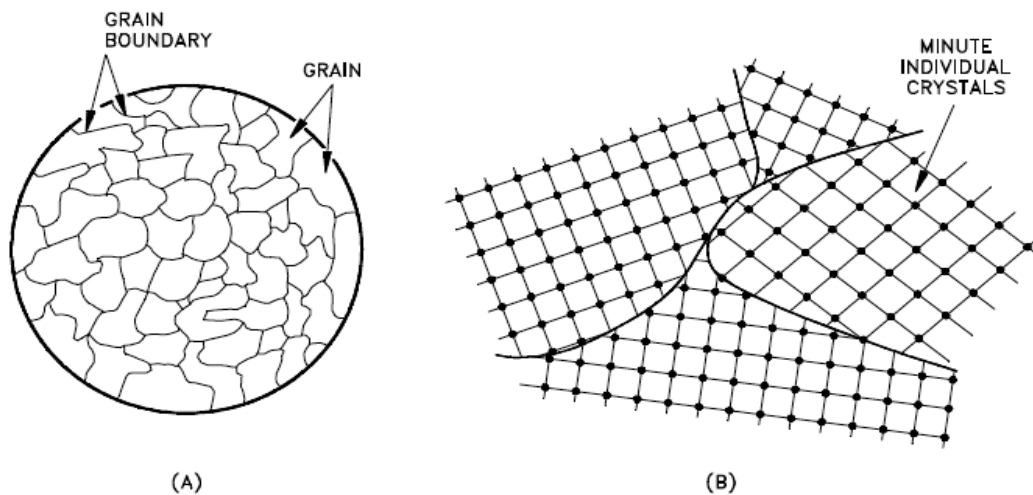 GRAIN
BOUNDARY
GRAIN
MINUTE
INDIVIDUAL
CRYSTALS
(A)
(B)